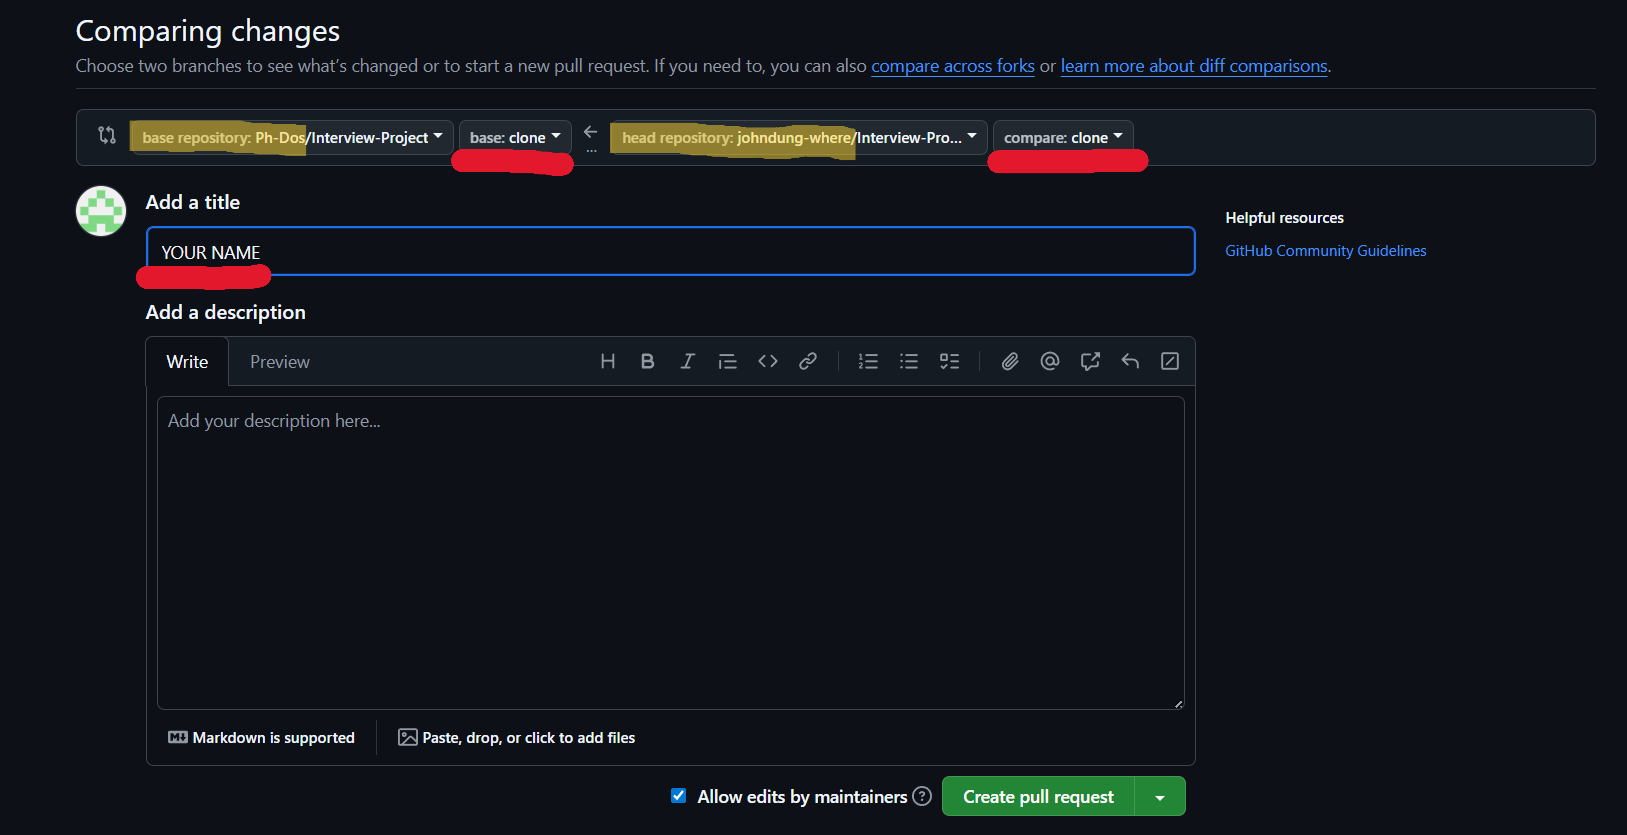 Comparing changes
Choose two branches to see what's changed or to start a new pull request. If you need to, you can also compare across forks or learn more about diff comparisons.
base repository: Ph-Dos/Interview-Project base: clone ... head repository: johndung-where/Interview-Pro... compare: clone
Add a title
Helpful resources
YOUR NAME
GitHub Community Guidelines
Add a description
Write Preview
Add your description here...
Markdown is supported Paste, drop, or click to add files
Allow edits by maintainers Create pull request